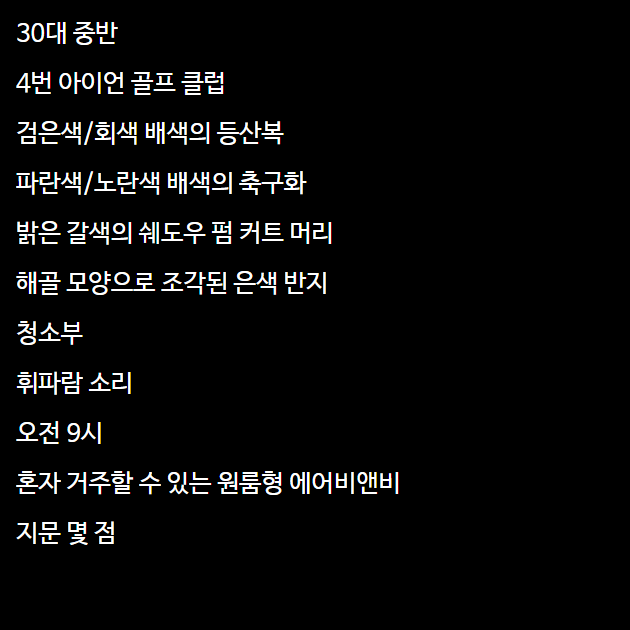 30대 중반
4번 아이언 골프 클럽
검은색/회색 배색의 등산복
파란색/노란색 배색의 축구화
밝은 갈색의 쉐도우 펌 커트 머리
해골 모양으로 조각된 은색 반지
청소부
휘파람 소리
오전 9시
혼자 거주할 수 있는 원룸형 에어비앤비
지문 몇 점